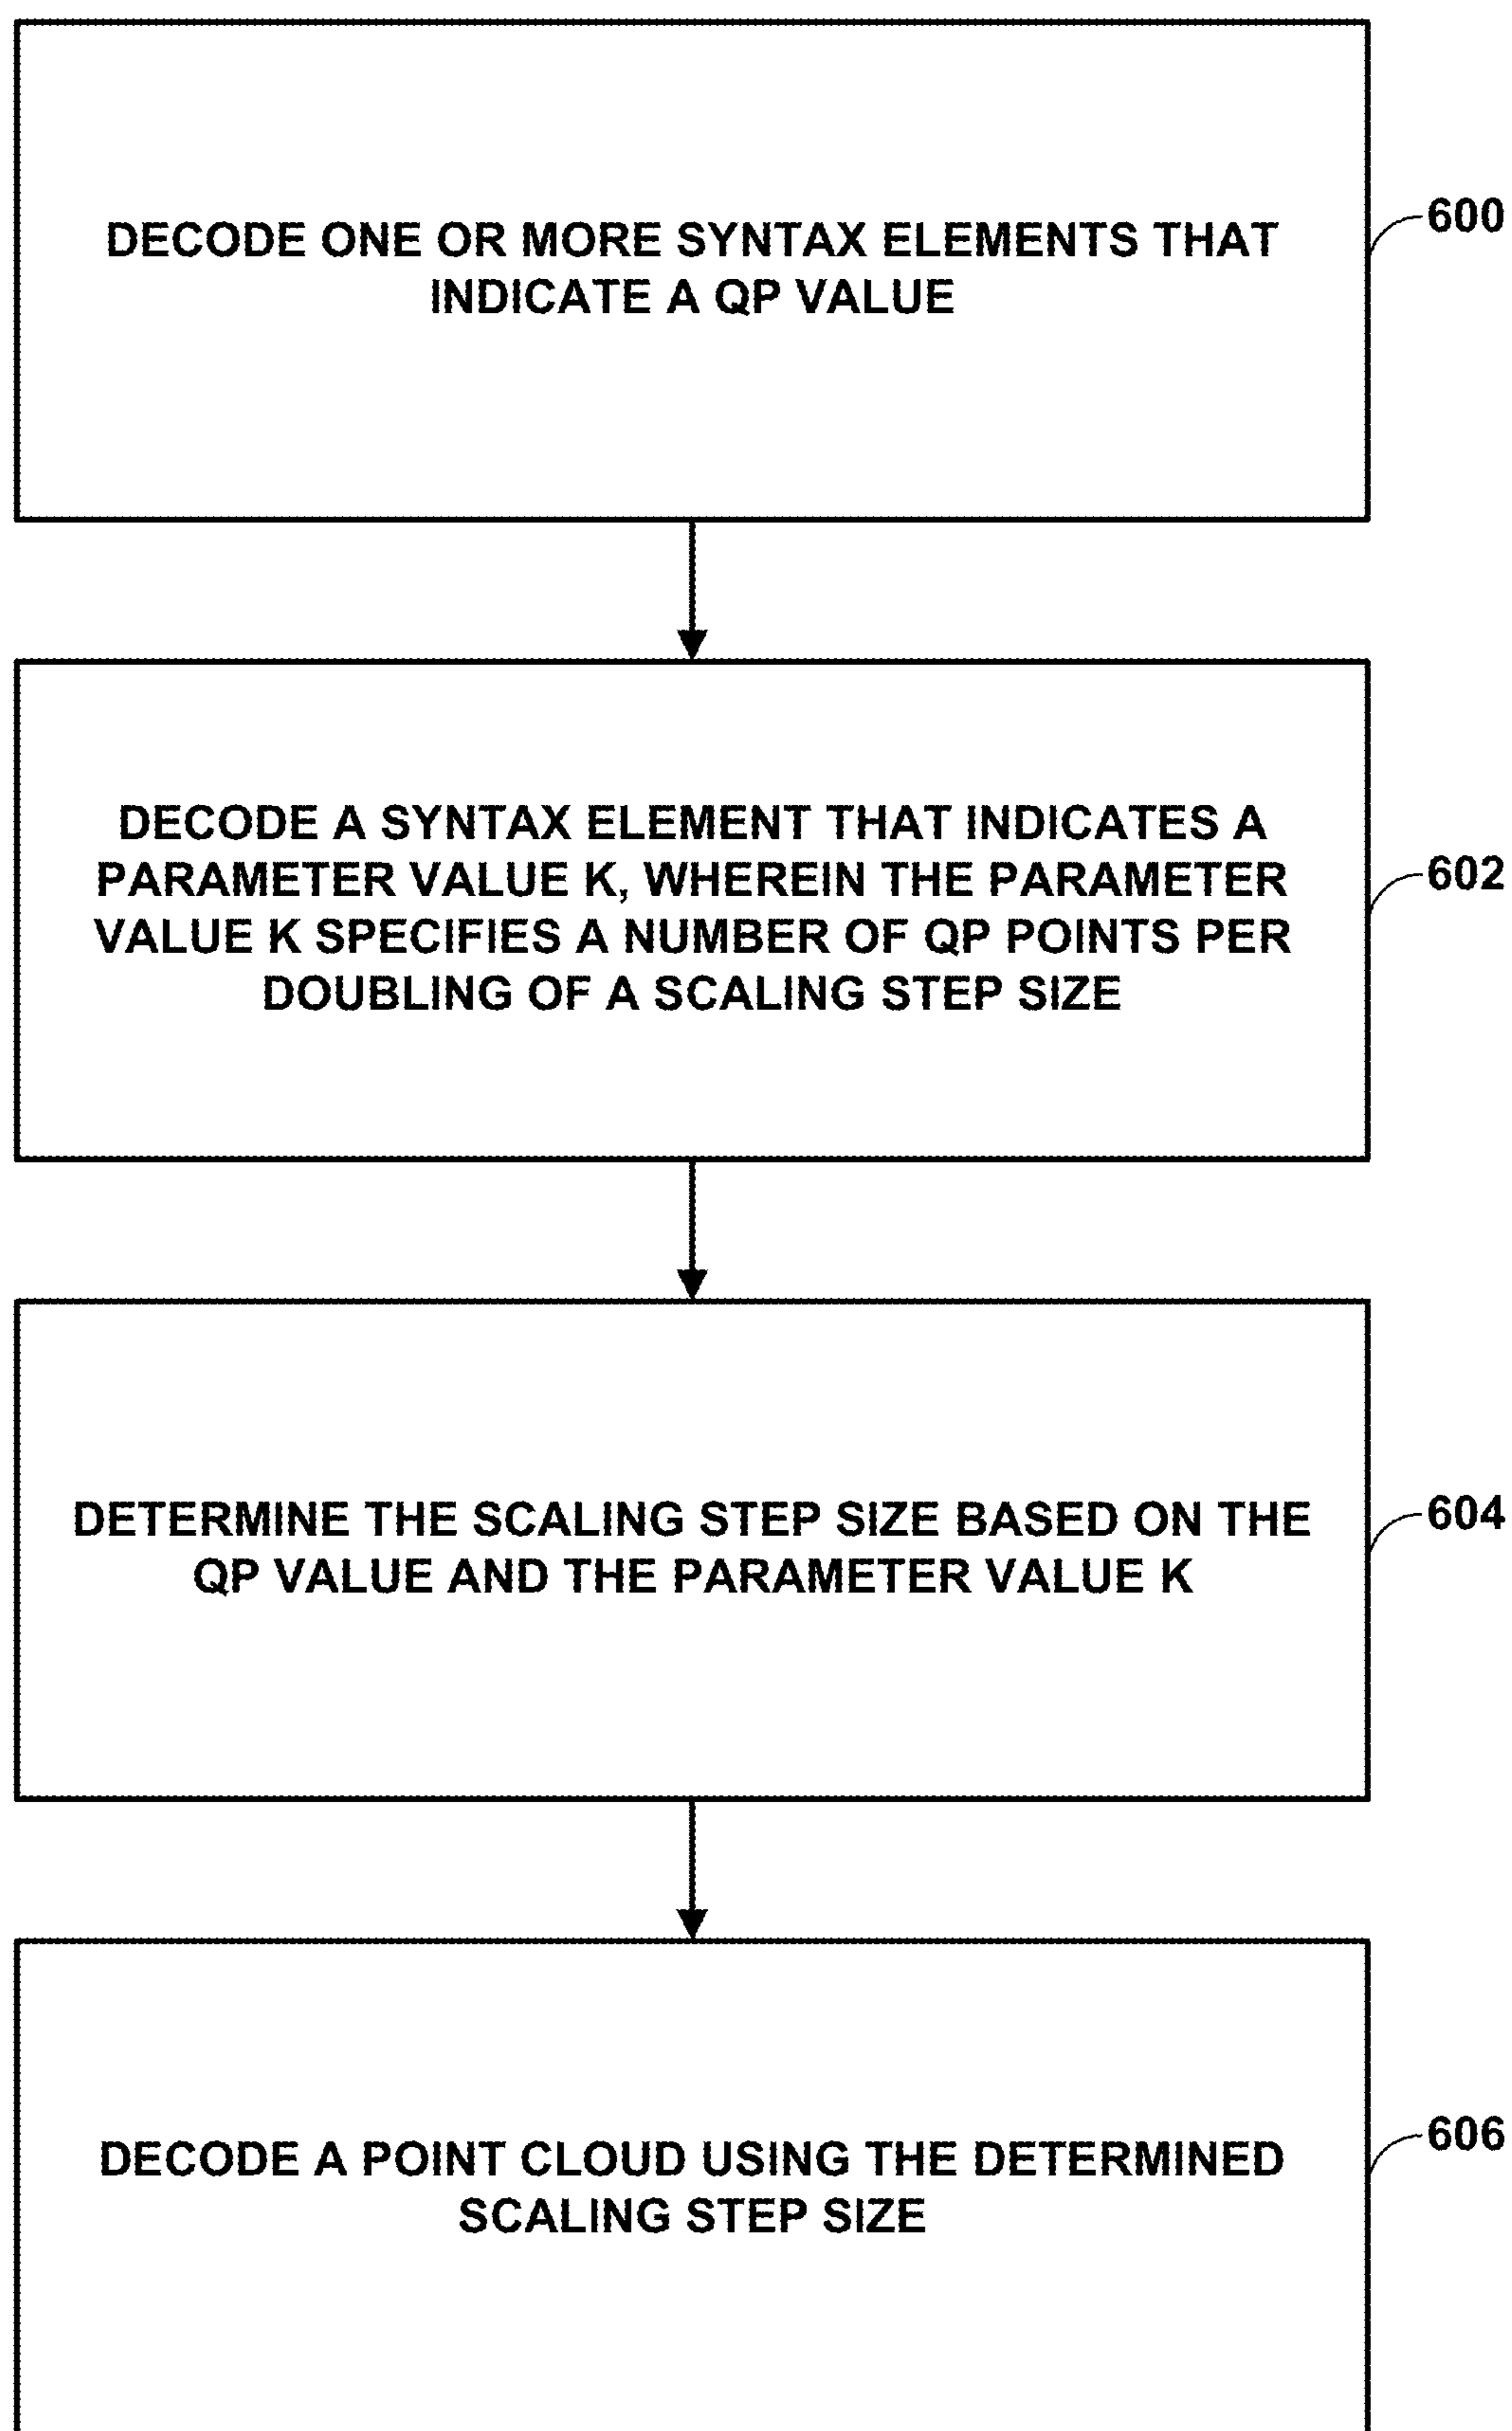 DECODE ONE OR MORE SYNTAX ELEMENTS THAT
INDICATE A QP VALUE
600
DECODE A SYNTAX ELEMENT THAT INDICATES A
PARAMETER VALUE K, WHEREIN THE PARAMETER
VALUE K SPECIFIES A NUMBER OF QP POINTS PER
DOUBLING OF A SCALING STEP SIZE
602
DETERMINE THE SCALING STEP SIZE BASED ON THE
QP VALUE AND THE PARAMETER VALUE K
604
DECODE A POINT CLOUD USING THE DETERMINED
SCALING STEP SIZE
606